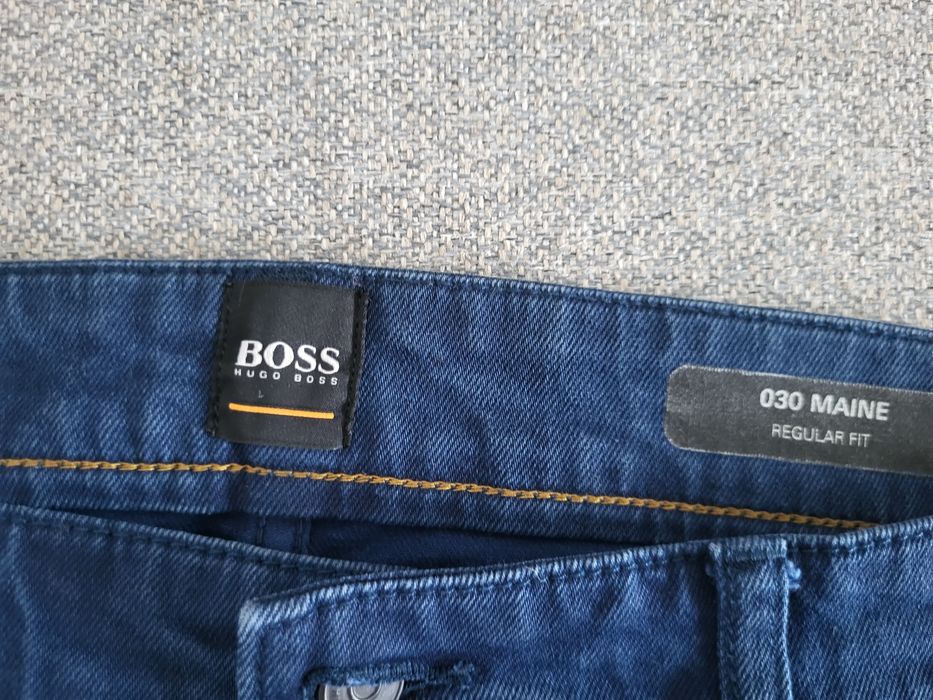 BOSS
HUGO BOSS
030 MAINE
REGULAR FIT